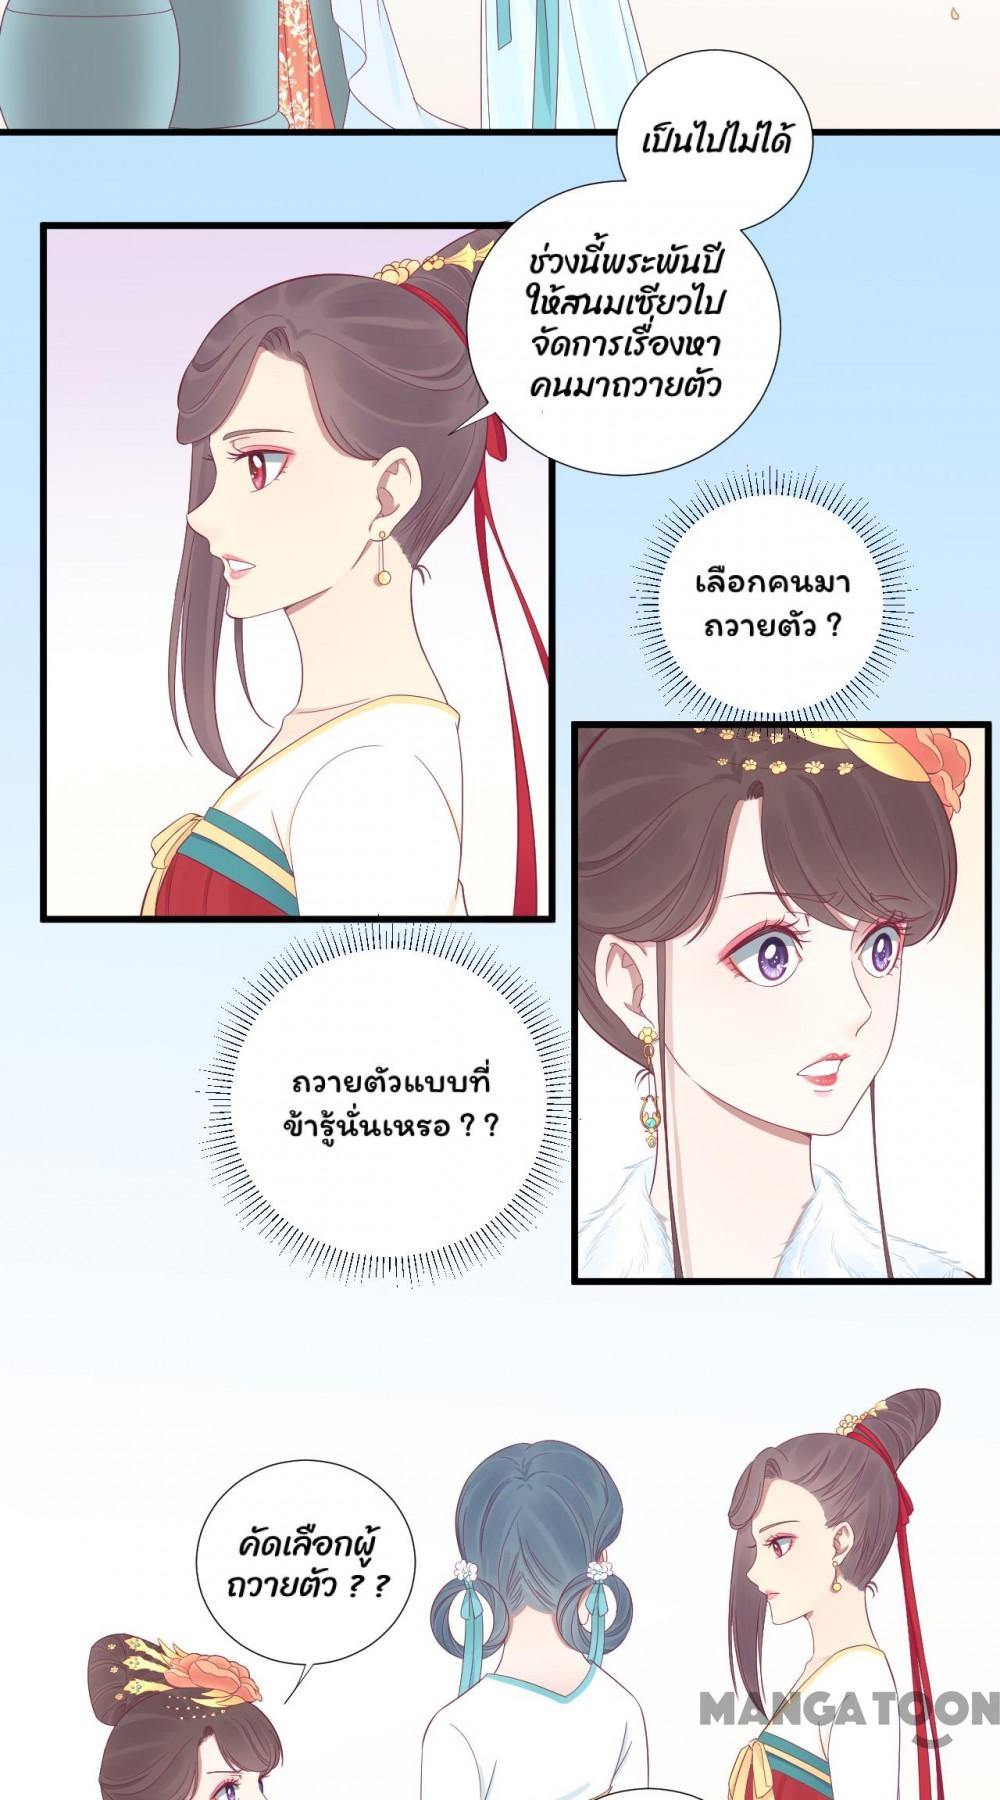 เป็นไปไม่ได้
ช่วงนี้พระพันปี
ให้สนมเซียวไป
จัดการเรื่องหา
คนมาถวายตัว
เลือกคนมา
ถวายตัว ?
ถวายตัวแบบที่
ข้ารู้นั่นเหรอ ? ?
คัดเลือกผู้
ถวายตัว ? ?
MANGATOON